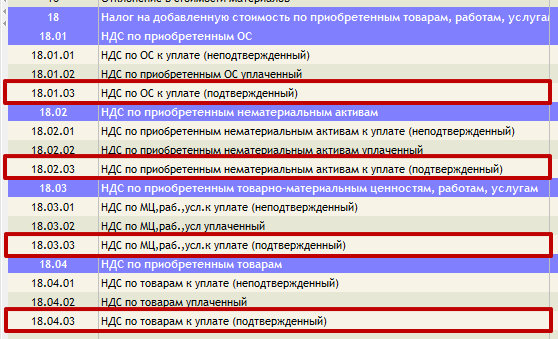 18 Налог на добавленную стоимость по приобретенным товарам, работам, услугам
18.01 НДС по приобретенным ОС
18.01.01 НДС по ОС к уплате (неподтвержденный)
18.01.02 НДС по приобретенным ОС уплаченный
18.01.03 НДС по ОС к уплате (подтвержденный)
18.02 НДС по приобретенным нематериальным активам
18.02.01 НДС по приобретенным нематериальным активам к уплате (неподтвержденный)
18.02.02 НДС по приобретенным нематериальным активам уплаченный
18.02.03 НДС по приобретенным нематериальным активам к уплате (подтвержденный)
18.03 НДС по приобретенным товарно-материальным ценностям, работам, услугам
18.03.01 НДС по МЦ,раб.,усл.к уплате (неподтвержденный)
18.03.02 НДС по МЦ,раб.,усл уплаченный
18.03.03 НДС по МЦ,раб.,усл.к уплате (подтвержденный)
18.04 НДС по приобретенным товарам
18.04.01 НДС по товарам к уплате (неподтвержденный)
18.04.02 НДС по товарам уплаченный
18.04.03 НДС по товарам к уплате (подтвержденный)